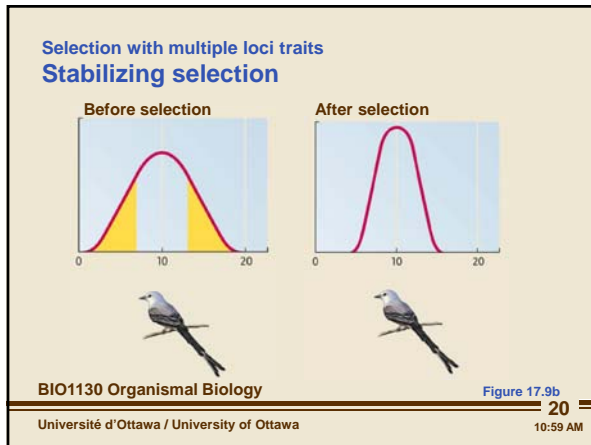 Selection with multiple loci traits
Stabilizing selection
Before selection
After selection
0 10 20
0 10 20
BIO1130 Organismal Biology
Figure 17.9b
20
Université d'Ottawa / University of Ottawa
10:59 AM